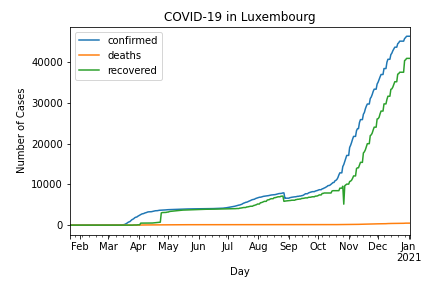 COVID-19 in Luxembourg
confirmed
deaths
recovered
Number of Cases
40000
30000
20000
10000
0
Feb Mar Apr May Jun Jul Aug Sep Oct Nov Dec Jan
2021
Day